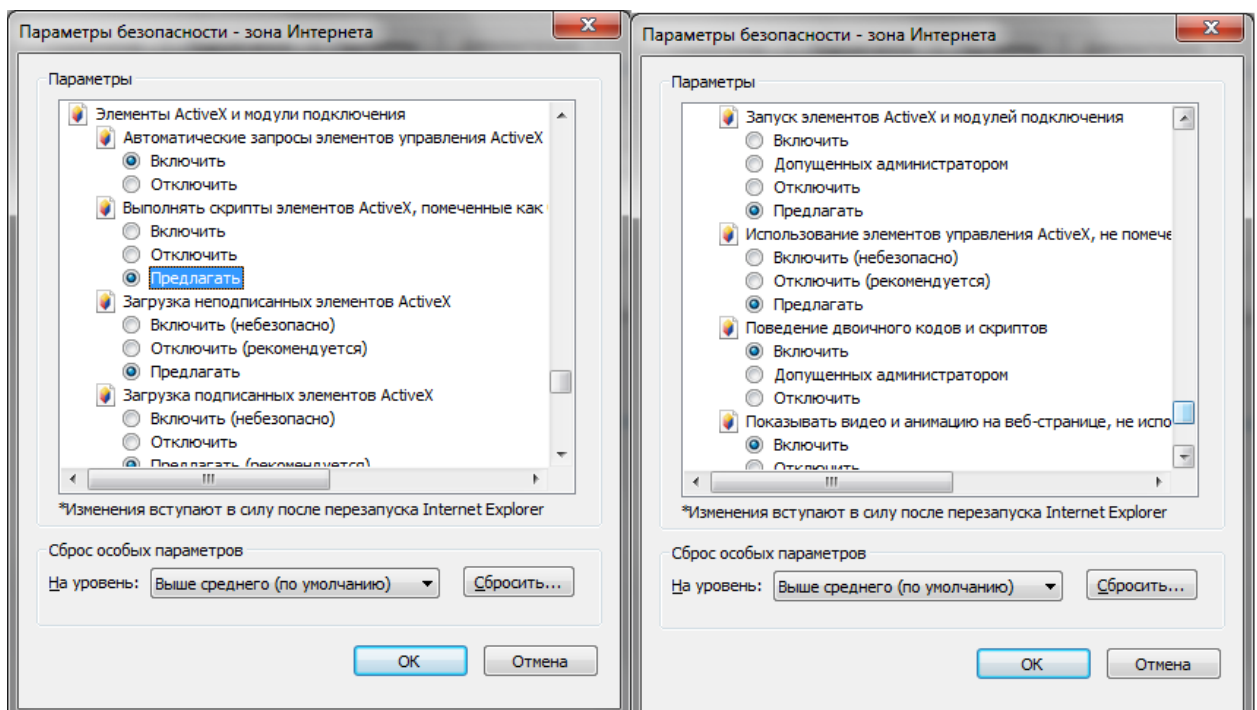 Параметры безопасности - зона Интернета
Параметры
Элементы ActiveX и модули подключения
Автоматические запросы элементов управления ActiveX
Включить
Отключить
Выполнять скрипты элементов ActiveX, помеченные как
Включить
Отключить
Предлагать
Загрузка неподписанных элементов ActiveX
Включить (небезопасно)
Отключить (рекомендуется)
Предлагать
Загрузка подписанных элементов ActiveX
Включить (небезопасно)
Отключить
Предлагать (рекомендуется)
*Изменения вступают в силу после перезапуска Internet Explorer
Сброс особых параметров
На уровень: Выше среднего (по умолчанию) Сбросить...
ОК Отмена
Параметры безопасности - зона Интернета
Параметры
Запуск элементов ActiveX и модулей подключения
Включить
Допущенных администратором
Отключить
Предлагать
Использование элементов управления ActiveX, не помече
Включить (небезопасно)
Отключить (рекомендуется)
Предлагать
Поведение двоичного кодов и скриптов
Включить
Допущенных администратором
Отключить
Показывать видео и анимацию на веб-странице, не испо
Включить
Отключить
*Изменения вступают в силу после перезапуска Internet Explorer
Сброс особых параметров
На уровень: Выше среднего (по умолчанию) Сбросить...
ОК Отмена